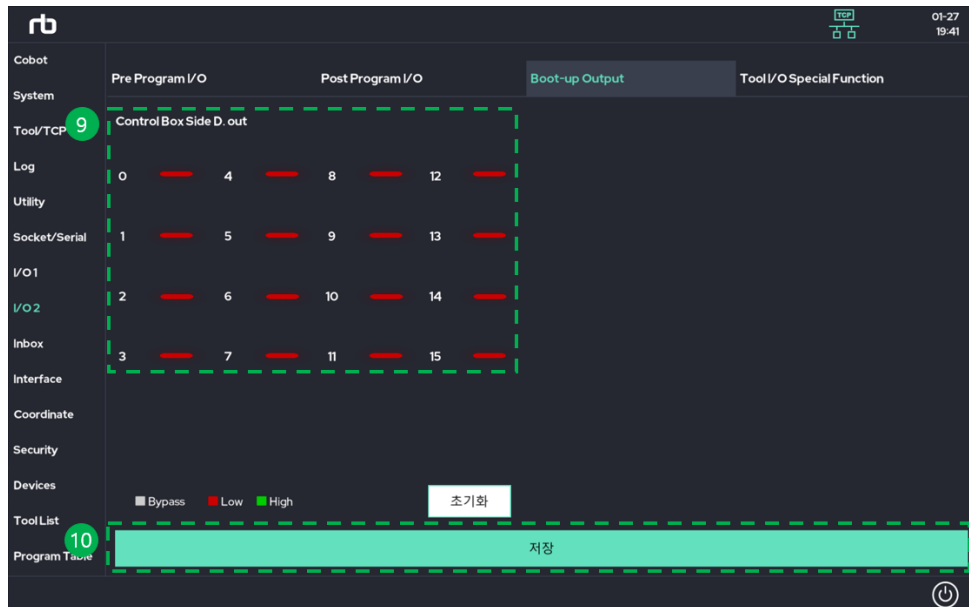 rb
TCP
01-27
19:41
Cobot
System
Tool/TCP
Log
Utility
Socket/Serial
I/O 1
I/O 2
Inbox
Interface
Coordinate
Security
Devices
Tool List
Program Table
Pre Program I/O Post Program I/O Boot-up Output Tool I/O Special Function
9
Control Box Side D. out
0 4 8 12
1 5 9 13
2 6 10 14
3 7 11 15
Bypass Low High 초기화
10
저장